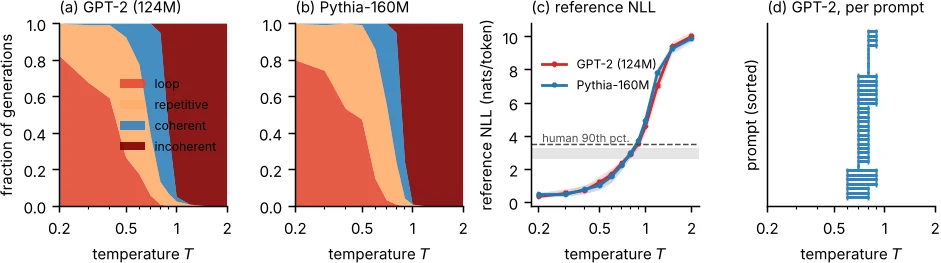 (a) GPT-2 (124M)
fraction of generations
1.0
0.8
0.6
0.4
0.2
0.0
loop
repetitive
coherent
incoherent
0.2
0.5
1
2
temperature T
(b) Pythia-160M
1.0
0.8
0.6
0.4
0.2
0.0
0.2
0.5
1
2
temperature T
(c) reference NLL
reference NLL (nats/token)
10
8
6
4
2
0
GPT-2 (124M)
Pythia-160M
human 90th pct.
0.2
0.5
1
2
temperature T
(d) GPT-2, per prompt
prompt (sorted)
0.2
0.5
1
2
temperature T